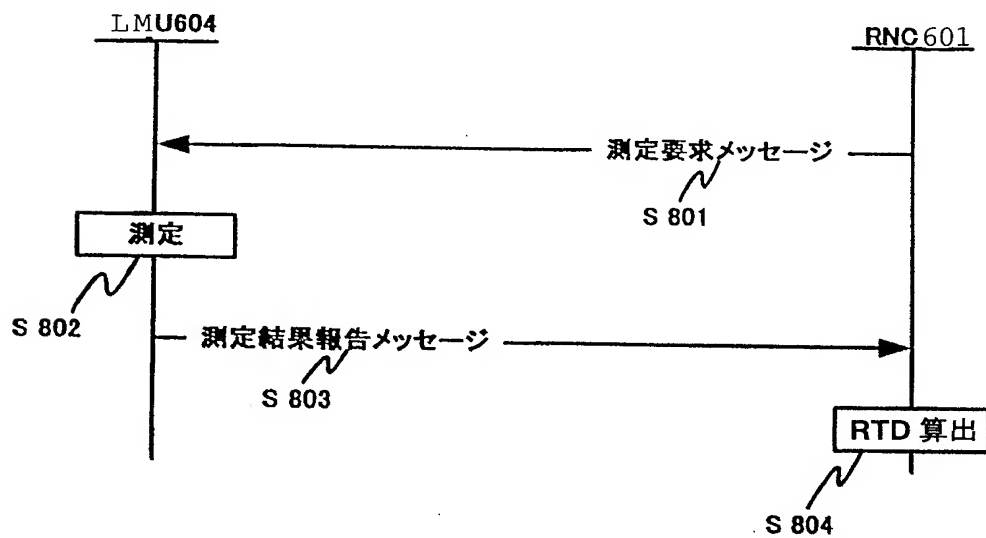 LMU604
RNC601
測定要求メッセージ
S 801
測定
S 802
測定結果報告メッセージ
S 803
RTD 算出
S 804